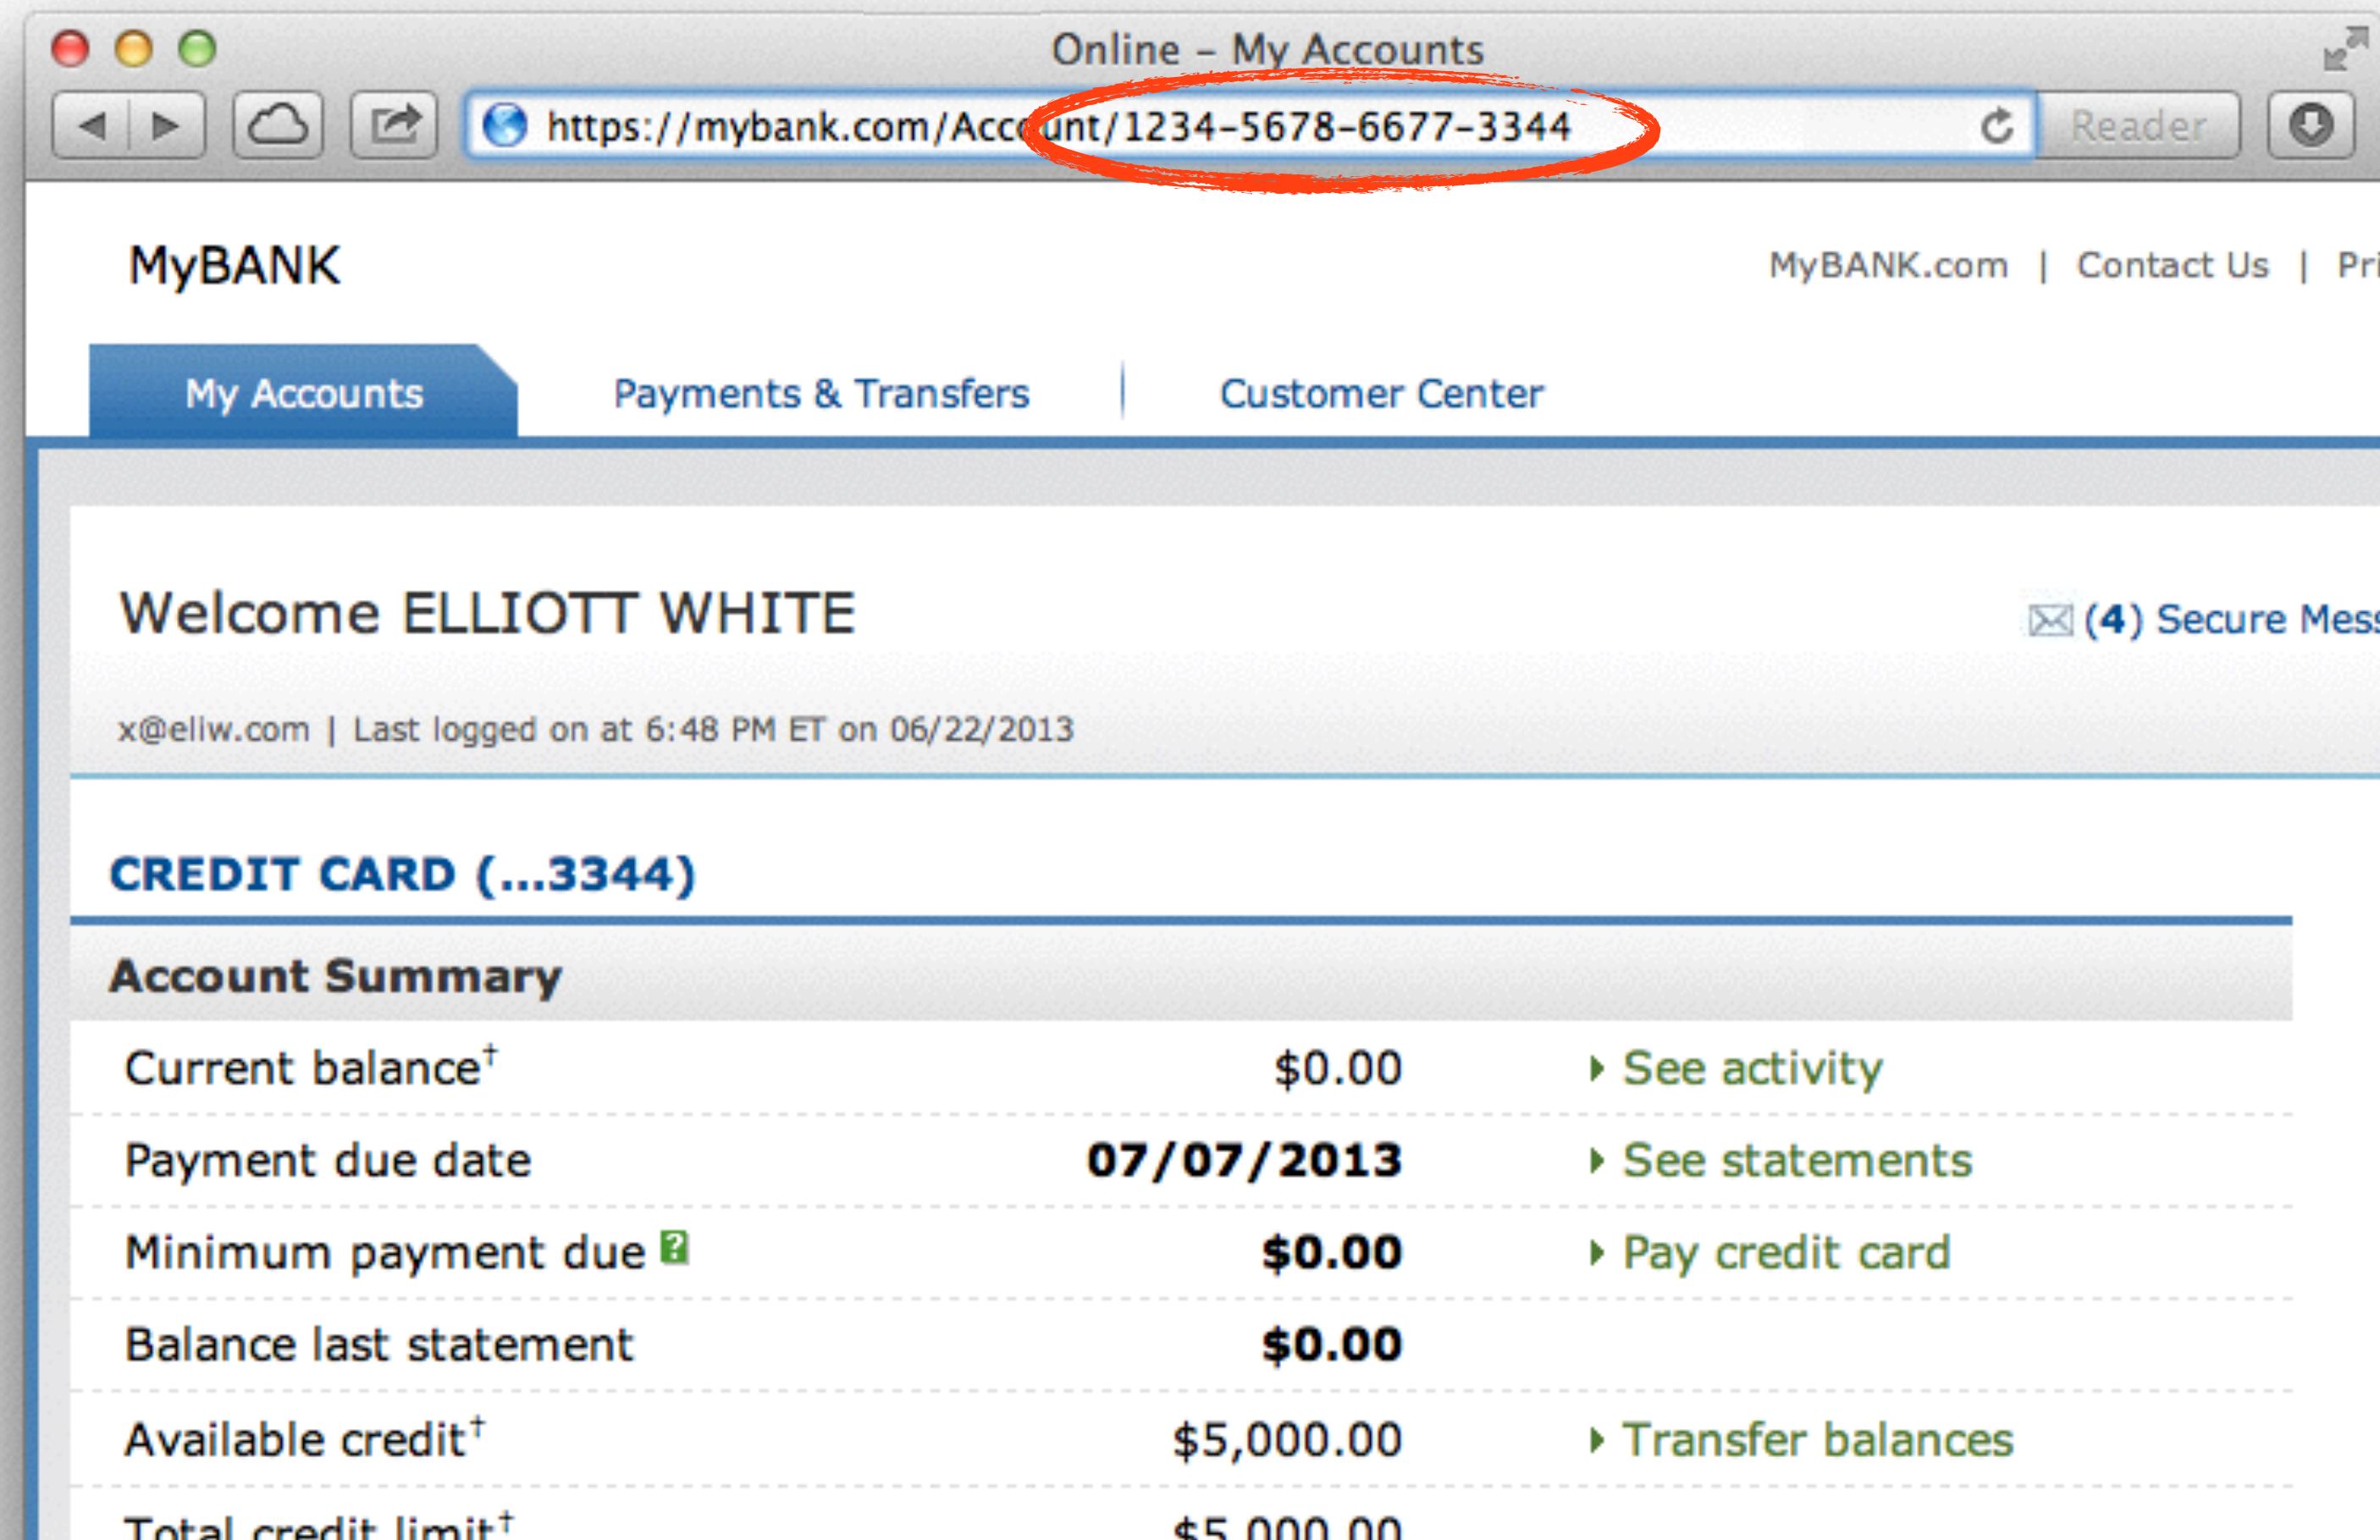 Online – My Accounts
https://mybank.com/Account/1234-5678-6677-3344
Reader
MyBANK
MyBANK.com | Contact Us | Pri
My Accounts Payments & Transfers | Customer Center
Welcome ELLIOTT WHITE
(4) Secure Mess
x@eliw.com | Last logged on at 6:48 PM ET on 06/22/2013
CREDIT CARD (...3344)
Account Summary
Current balance† $0.00 See activity
Payment due date 07/07/2013 See statements
Minimum payment due ? $0.00 Pay credit card
Balance last statement $0.00
Available credit† $5,000.00 Transfer balances
Total credit limit† $5,000.00